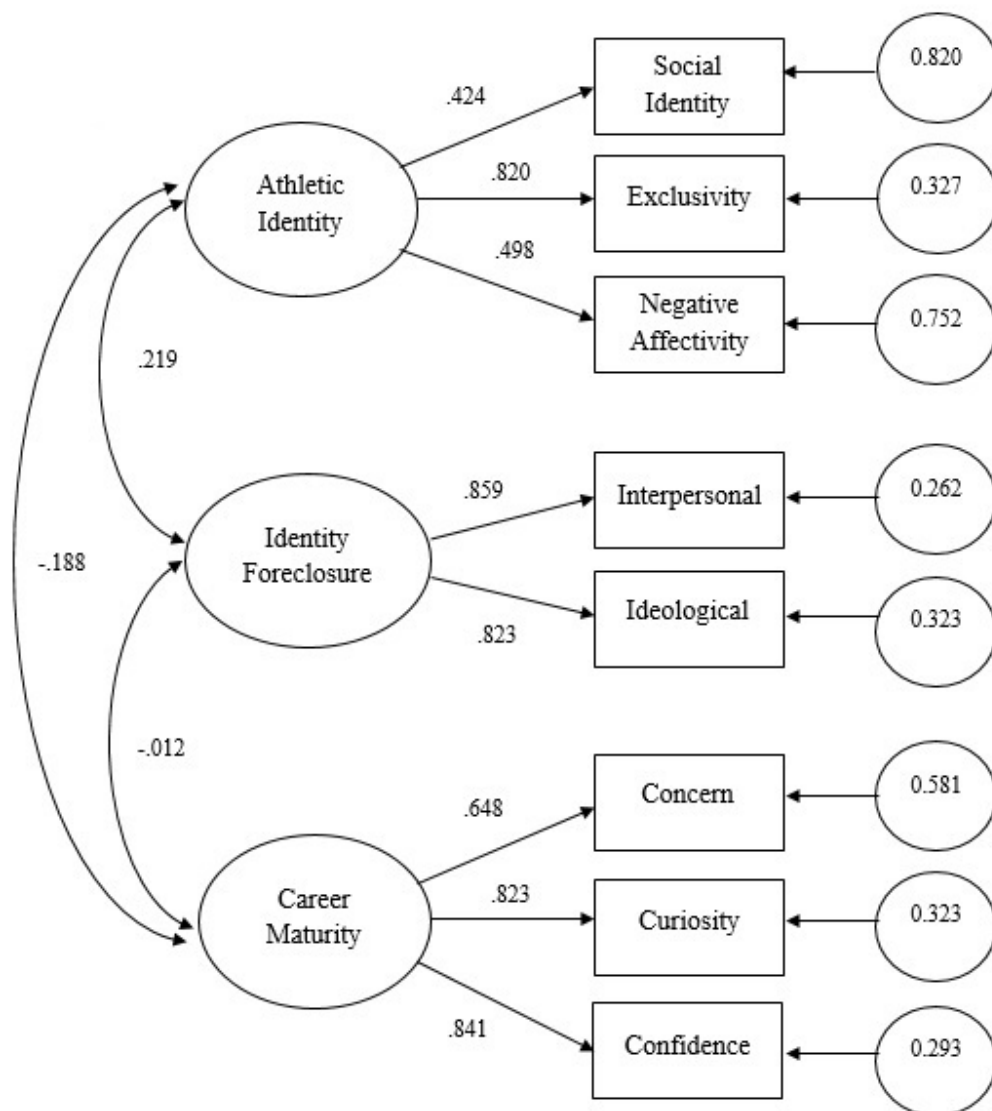 .424
Social
Identity
0.820
Athletic
Identity
.820
Exclusivity
0.327
.498
Negative
Affectivity
0.752
.219
-.188
Identity
Foreclosure
.859
Interpersonal
0.262
.823
Ideological
0.323
-.012
Career
Maturity
.648
Concern
0.581
.823
Curiosity
0.323
.841
Confidence
0.293